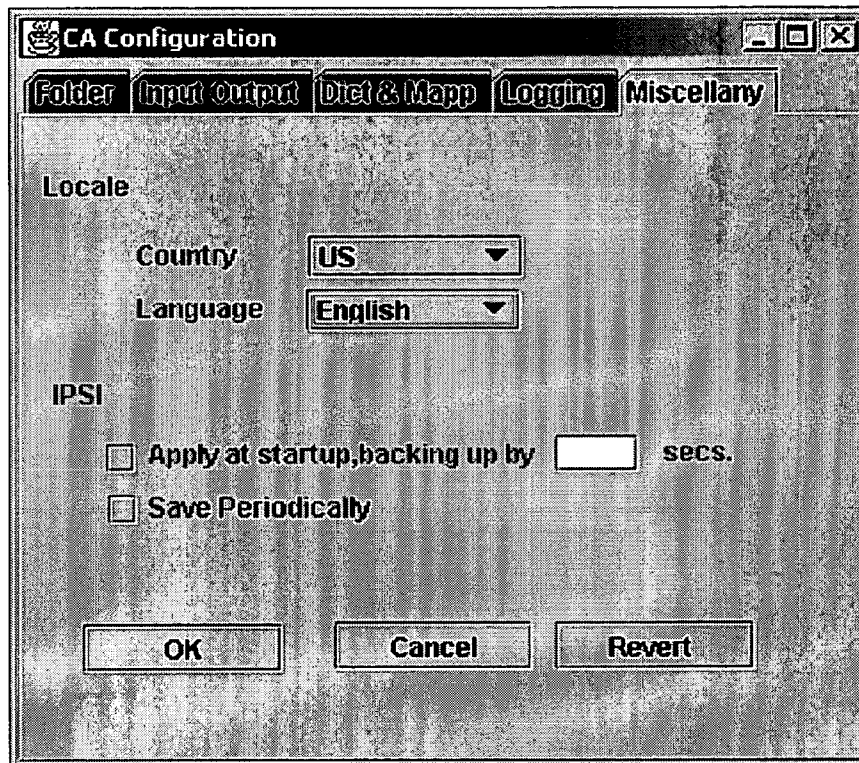 CA Configuration
Folder Input Output Dict & Mapp Logging Miscellany
Locale
Country US
Language English
IPSI
Apply at startup,backing up by secs.
Save Periodically
OK Cancel Revert